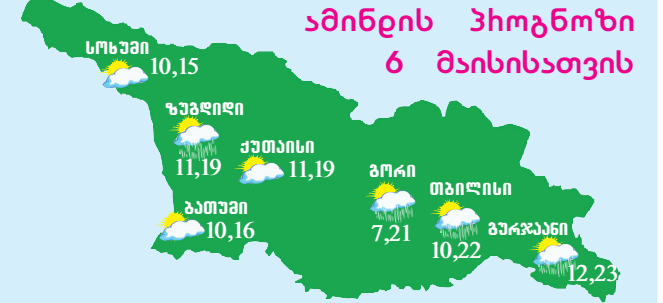 ამინდის პროგნოზი
6 მაისისათვის
სოხუმი
10,15
ზუგდიდი
11,19
ქუთაისი
11,19
ბათუმი
10,16
გორი
7,21
თბილისი
10,22
გურჯაანი
12,23